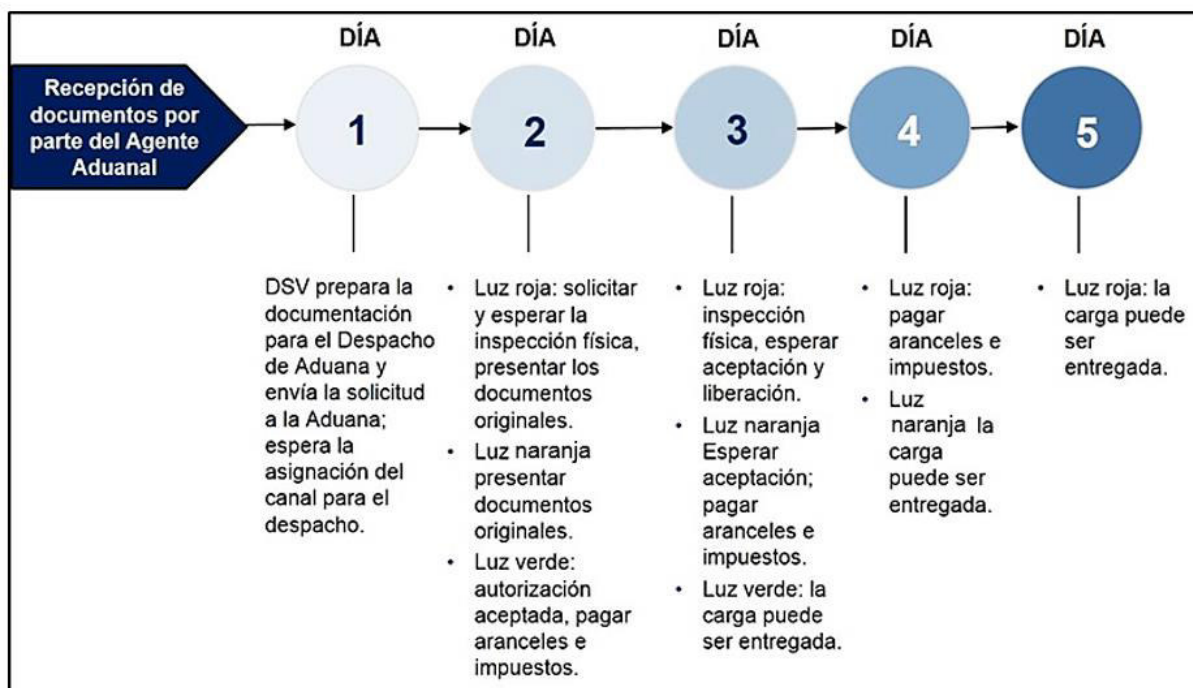 Recepción de
documentos por
parte del Agente
Aduanal
DÍA
1
DSV prepara la
documentación
para el Despacho
de Aduana y
envía la solicitud
a la Aduana;
espera la
asignación del
canal para el
despacho.
DÍA
2
• Luz roja: solicitar
y esperar la
inspección física,
presentar los
documentos
originales.
• Luz naranja
presentar
documentos
originales.
• Luz verde:
autorización
aceptada, pagar
aranceles e
impuestos.
DÍA
3
• Luz roja:
inspección
física, esperar
aceptación y
liberación.
• Luz naranja
Esperar
aceptación;
pagar
aranceles e
impuestos.
• Luz verde: la
carga puede
ser entregada.
DÍA
4
• Luz roja:
pagar
aranceles e
impuestos.
• Luz
naranja la
carga
puede ser
entregada.
DÍA
5
• Luz roja: la
carga puede
ser
entregada.